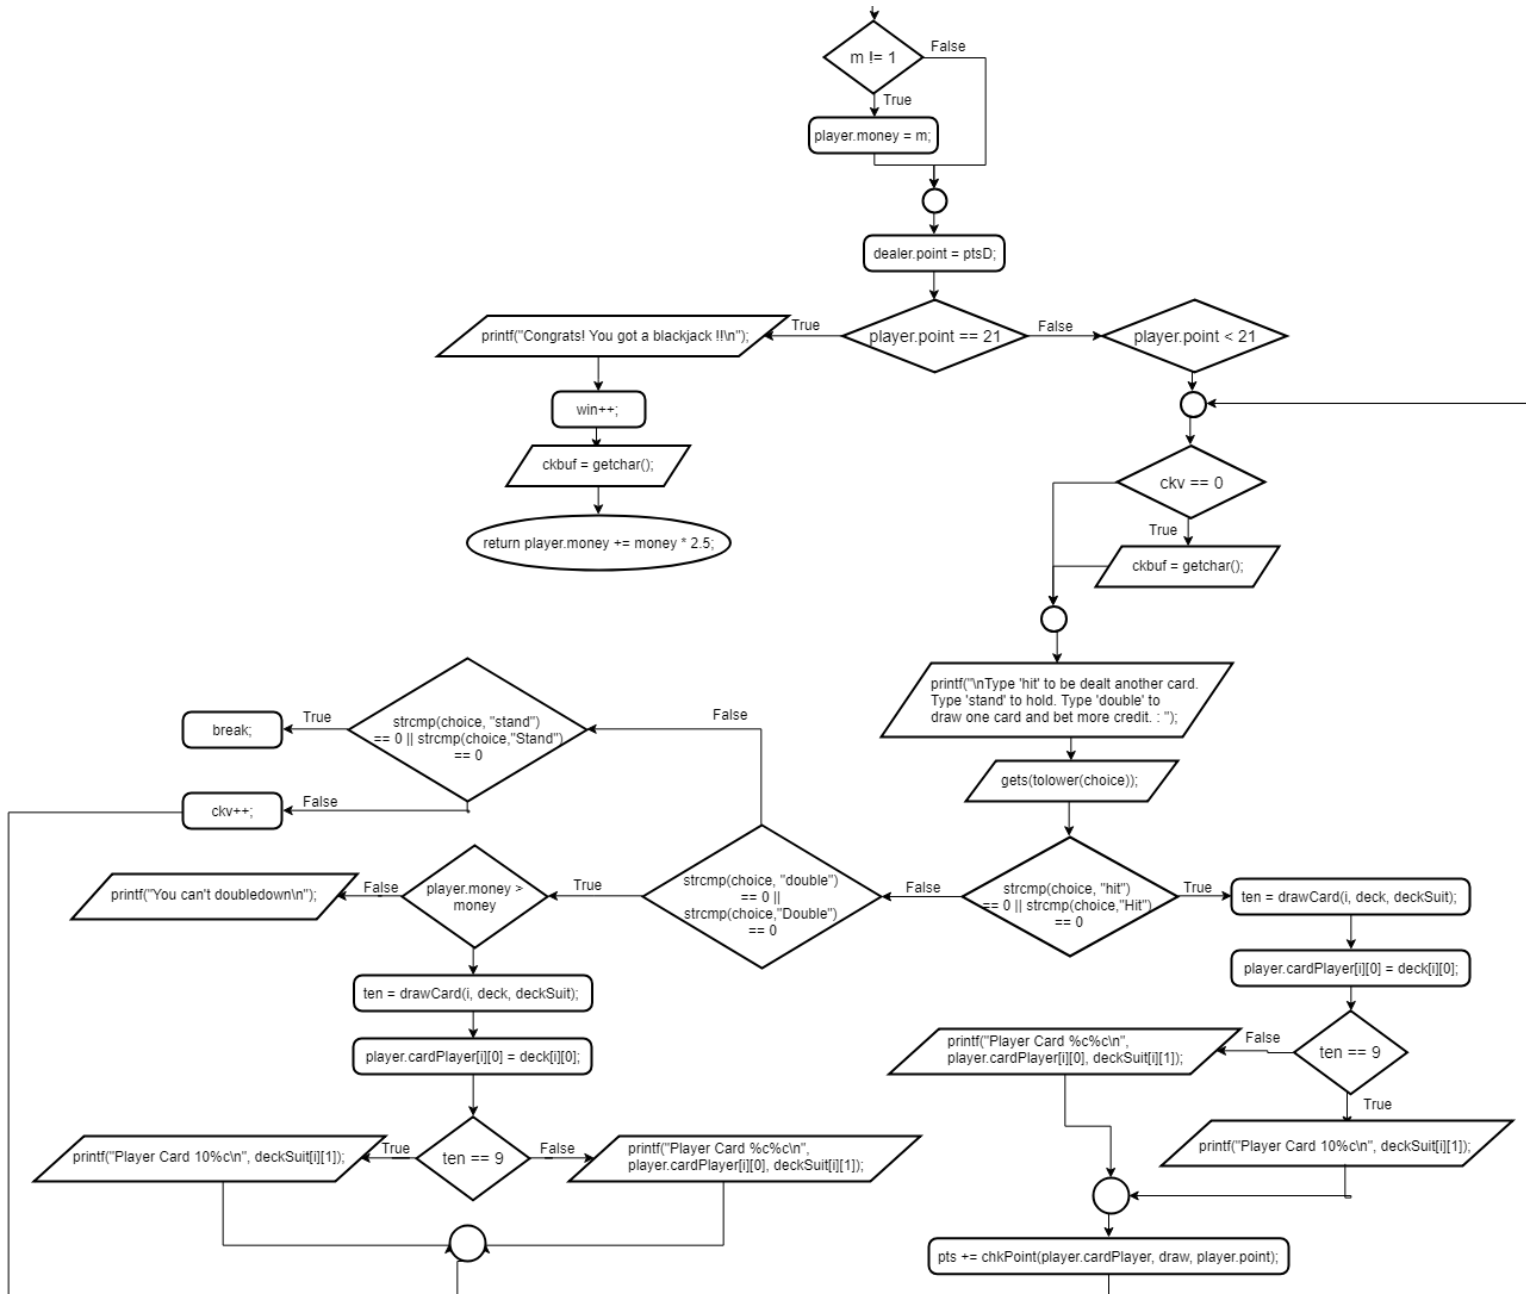 m != 1
False
True
player.money = m;
dealer.point = ptsD;
printf("Congrats! You got a blackjack !!\n");
True
player.point == 21
False
player.point < 21
win++;
ckbuf = getchar();
return player.money += money * 2.5;
ckv == 0
True
ckbuf = getchar();
printf("\nType 'hit' to be dealt another card.
Type 'stand' to hold. Type 'double' to
draw one card and bet more credit. : ");
gets(tolower(choice));
break;
True
strcmp(choice, "stand")
== 0 || strcmp(choice,"Stand")
== 0
False
ckv++;
False
printf("You can't doubledown\n");
False
player.money >
money
True
strcmp(choice, "double")
== 0 ||
strcmp(choice,"Double")
== 0
False
strcmp(choice, "hit")
== 0 || strcmp(choice,"Hit")
== 0
True
ten = drawCard(i, deck, deckSuit);
player.cardPlayer[i][0] = deck[i][0];
ten = drawCard(i, deck, deckSuit);
player.cardPlayer[i][0] = deck[i][0];
printf("Player Card %c%c\n",
player.cardPlayer[i][0], deckSuit[i][1]);
False
ten == 9
True
printf("Player Card 10%c\n", deckSuit[i][1]);
printf("Player Card 10%c\n", deckSuit[i][1]);
True
ten == 9
False
printf("Player Card %c%c\n",
player.cardPlayer[i][0], deckSuit[i][1]);
pts += chkPoint(player.cardPlayer, draw, player.point);